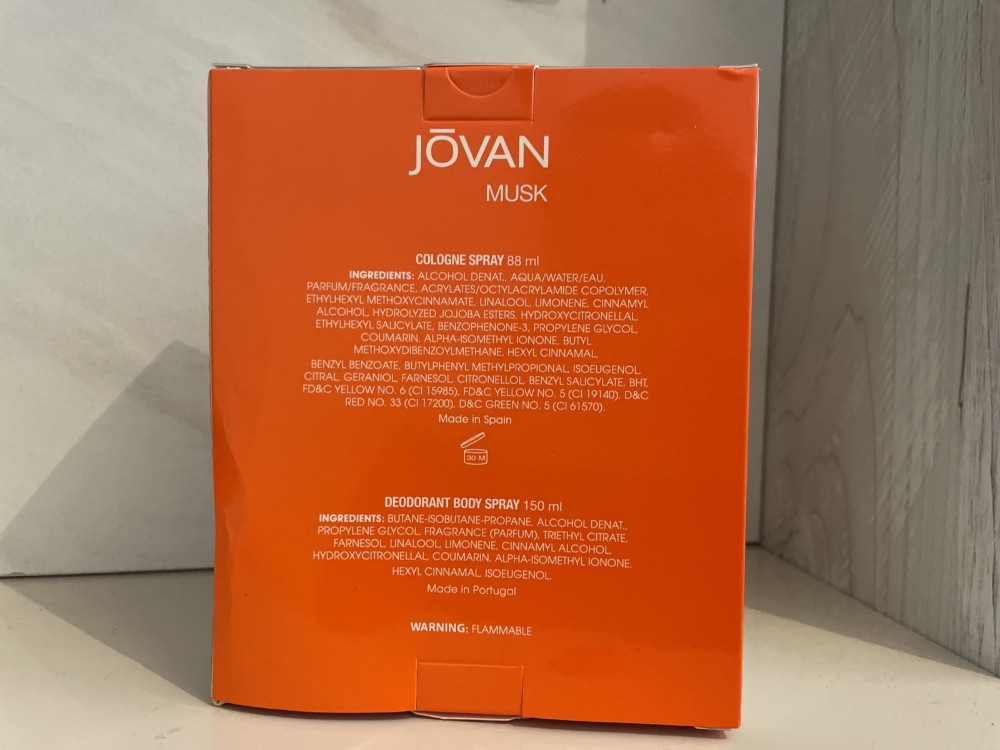 JŌVAN
MUSK
COLOGNE SPRAY 88 ml
INGREDIENTS: ALCOHOL DENAT., AQUA/WATER/EAU,
PARFUM/FRAGRANCE, ACRYLATES/OCTYLACRYLAMIDE COPOLYMER,
ETHYLHEXYL METHOXYCINNAMATE, LINALOOL, LIMONENE, CINNAMYL
ALCOHOL, HYDROLYZED JOJOBA ESTERS, HYDROXYCITRONELLAL,
ETHYLHEXYL SALICYLATE, BENZOPHENONE-3, PROPYLENE GLYCOL,
COUMARIN, ALPHA-ISOMETHYL IONONE, BUTYL
METHOXYDIBENZOYLMETHANE, HEXYL CINNAMAL,
BENZYL BENZOATE, BUTYLPHENYL METHYLPROPIONAL, ISOEUGENOL,
CITRAL, GERANIOL, FARNESOL, CITRONELLOL, BENZYL SALICYLATE, BHT,
FD&C YELLOW NO. 6 (CI 15985), FD&C YELLOW NO. 5 (CI 19140), D&C
RED NO. 33 (CI 17200), D&C GREEN NO. 5 (CI 61570).
Made in Spain
30 M
DEODORANT BODY SPRAY 150 ml
INGREDIENTS: BUTANE-ISOBUTANE-PROPANE, ALCOHOL DENAT.,
PROPYLENE GLYCOL, FRAGRANCE (PARFUM), TRIETHYL CITRATE,
FARNESOL, LINALOOL, LIMONENE, CINNAMYL ALCOHOL,
HYDROXYCITRONELLAL, COUMARIN, ALPHA-ISOMETHYL IONONE,
HEXYL CINNAMAL, ISOEUGENOL.
Made in Portugal
WARNING: FLAMMABLE